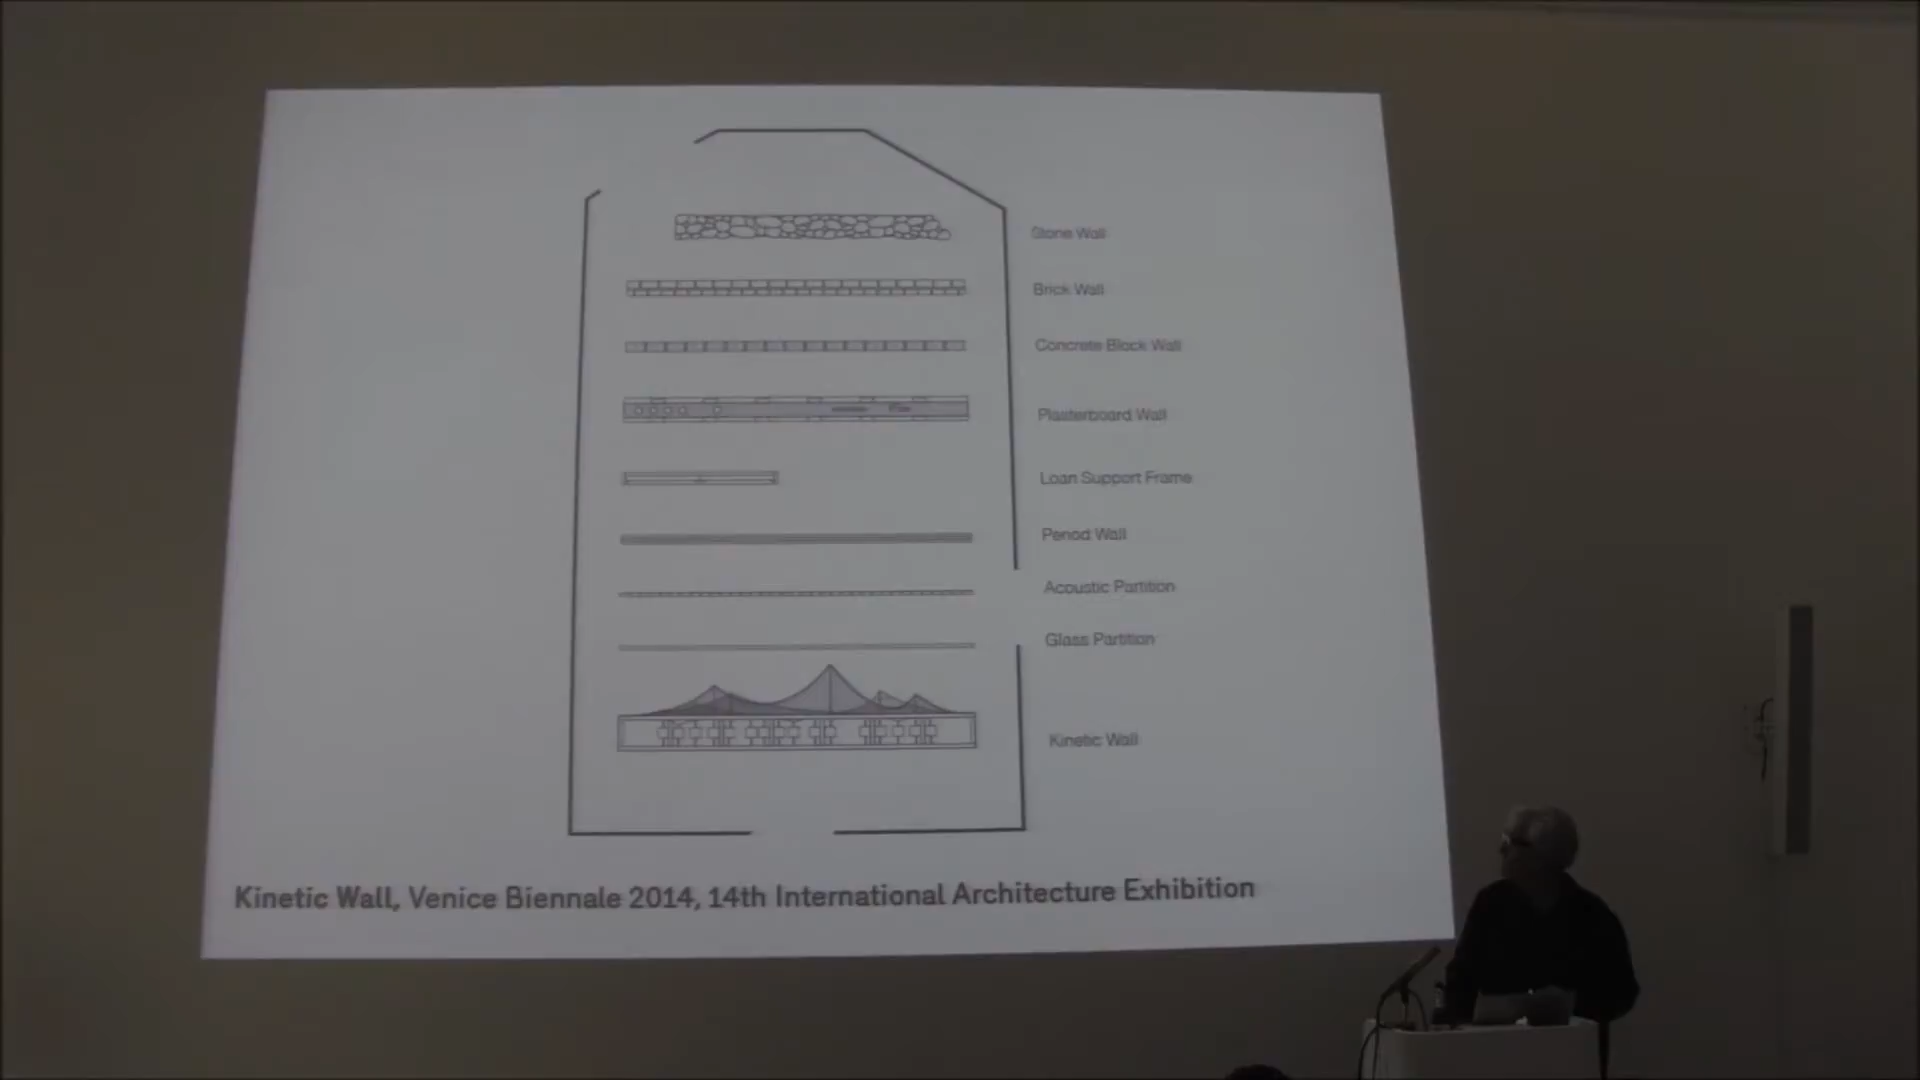 Stone Wall
Brick Wall
Concrete Block Wall
Plasterboard Wall
Loan Support Frame
Period Wall
Acoustic Partition
Glass Partition
Kinetic Wall
Kinetic Wall, Venice Biennale 2014, 14th International Architecture Exhibition